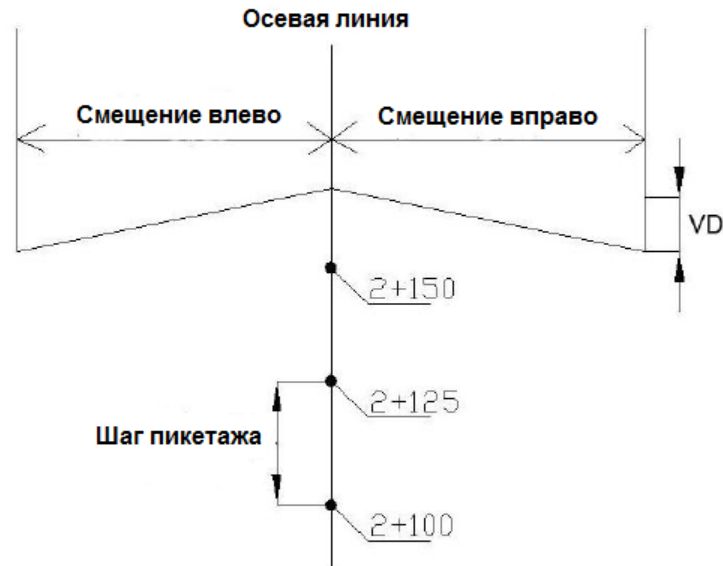 Осевая линия
Смещение влево
Смещение вправо
VD
2+150
2+125
Шаг пикетажа
2+100